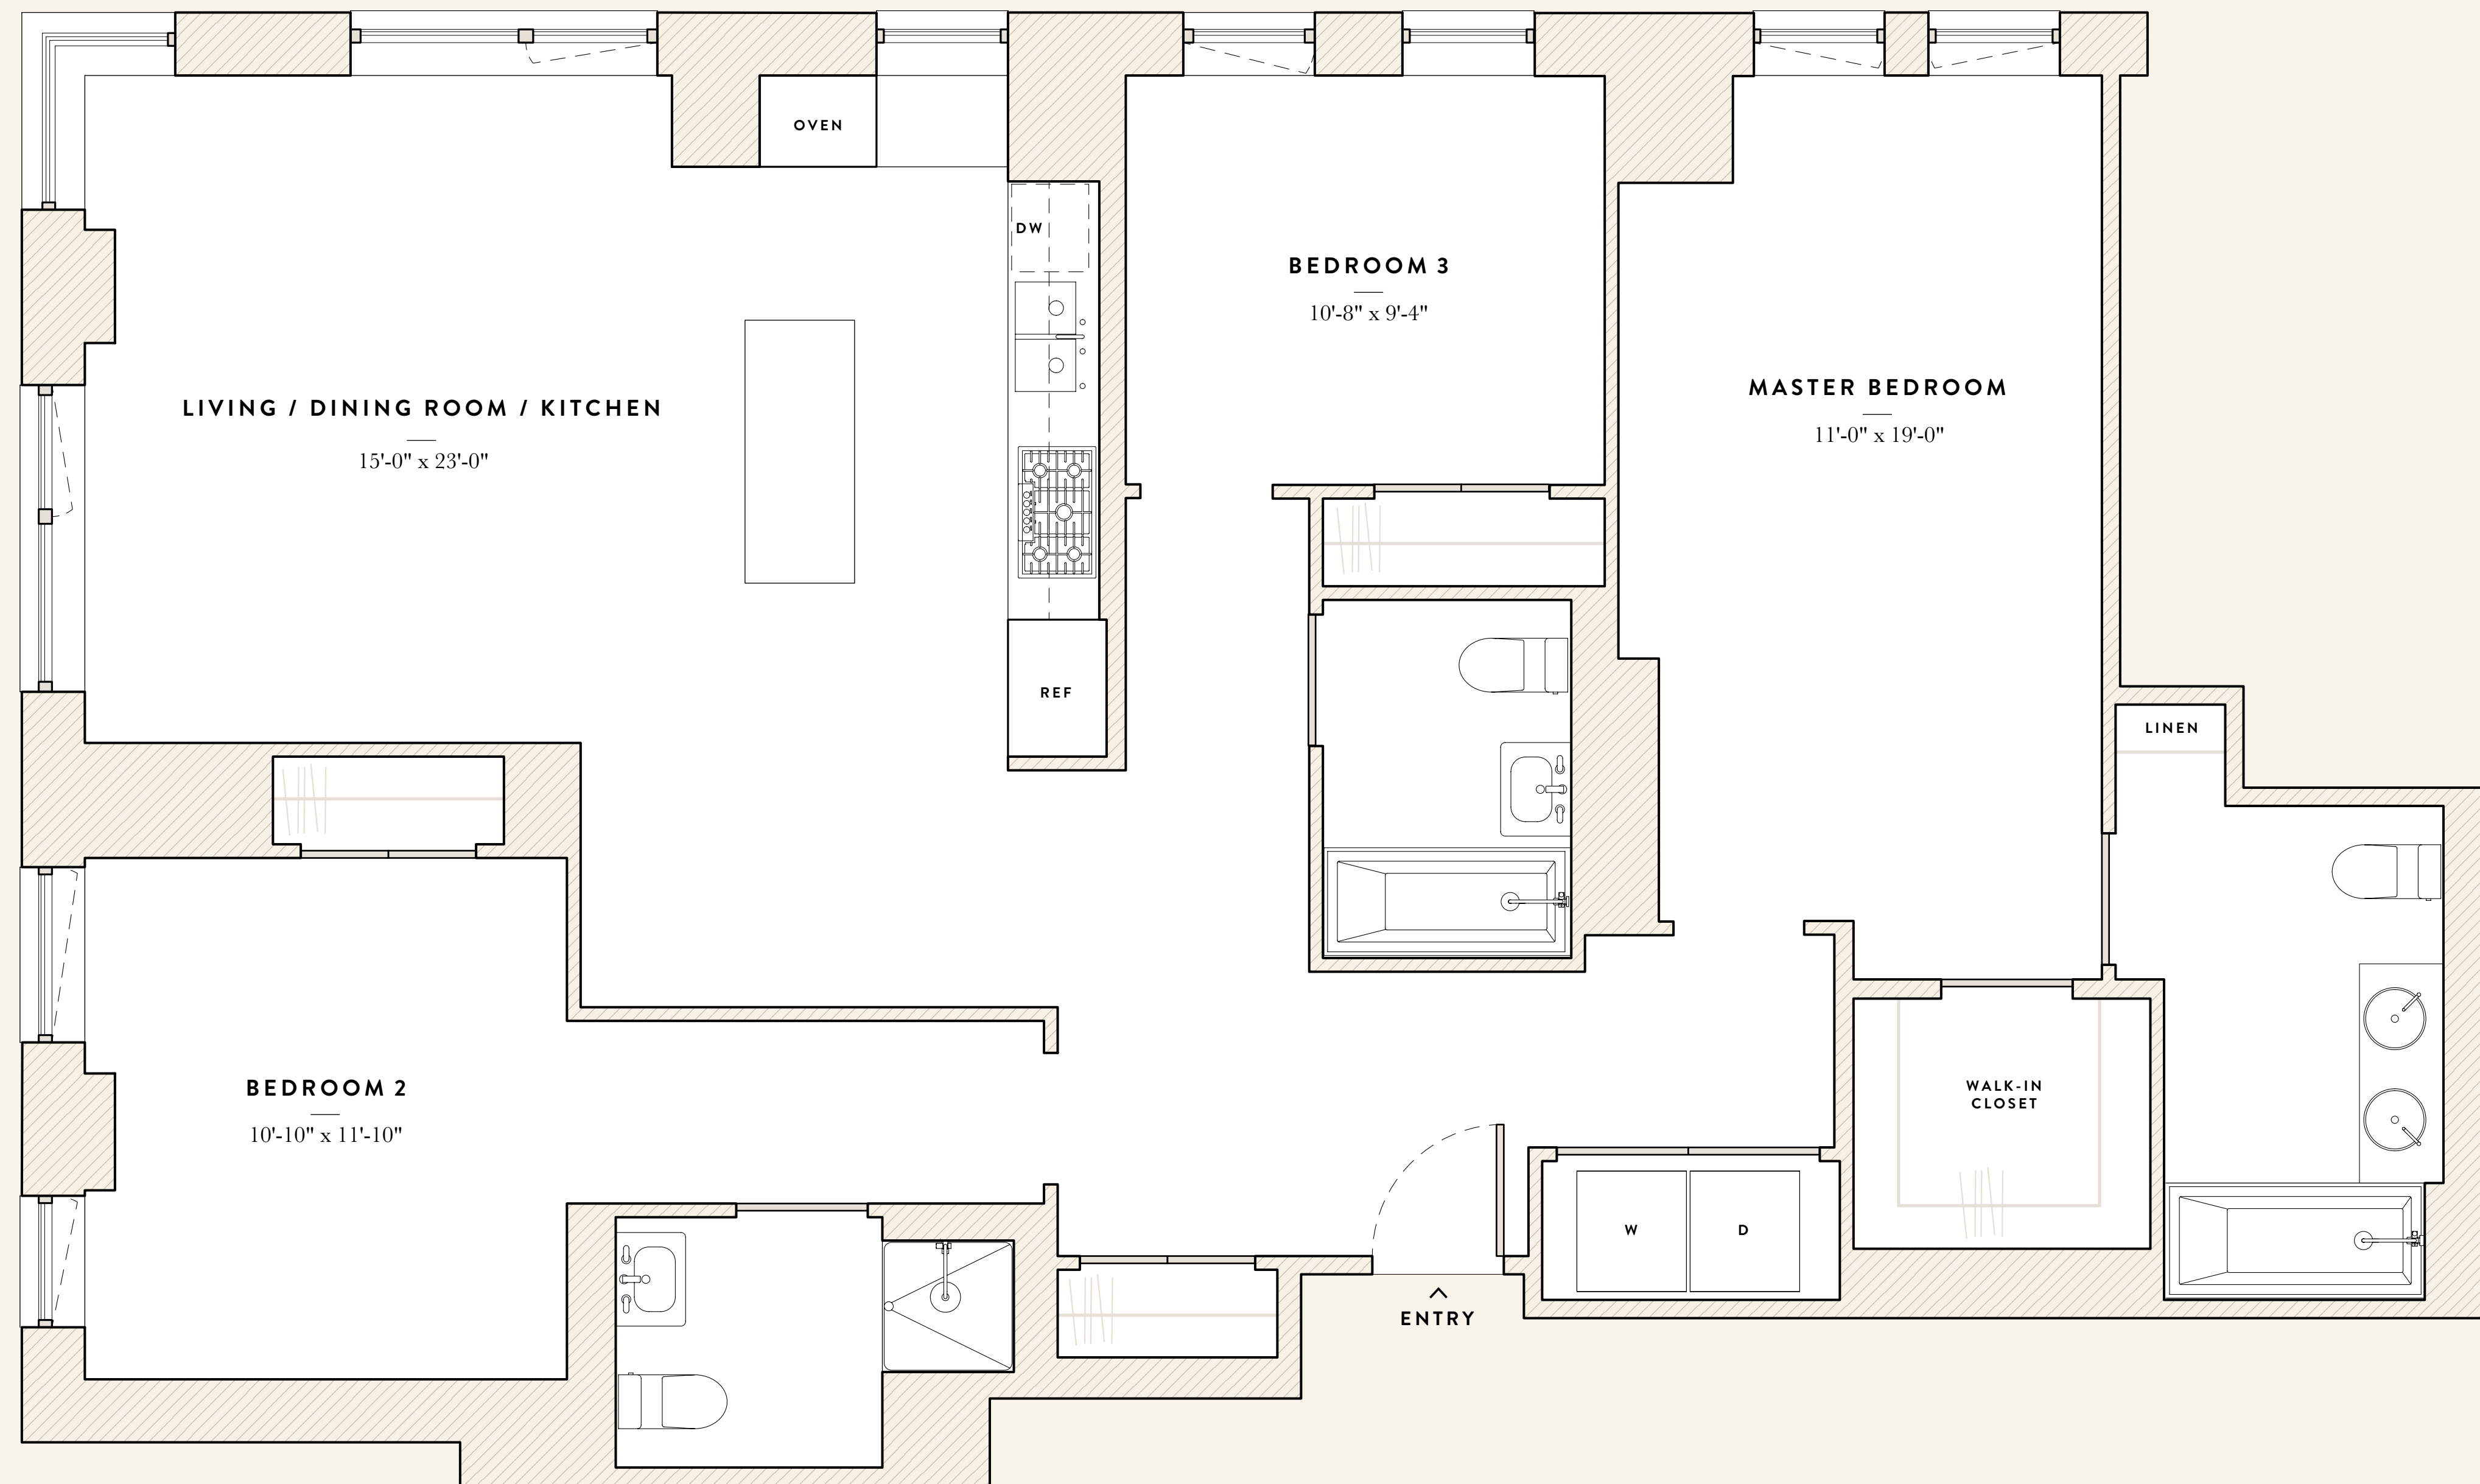 OVEN
DW
BEDROOM 3
10'-8" x 9'-4"
MASTER BEDROOM
11'-0" x 19'-0"
LIVING / DINING ROOM / KITCHEN
15'-0" x 23'-0"
REF
LINEN
BEDROOM 2
10'-10" x 11'-10"
WALK-IN
CLOSET
W
D
ENTRY